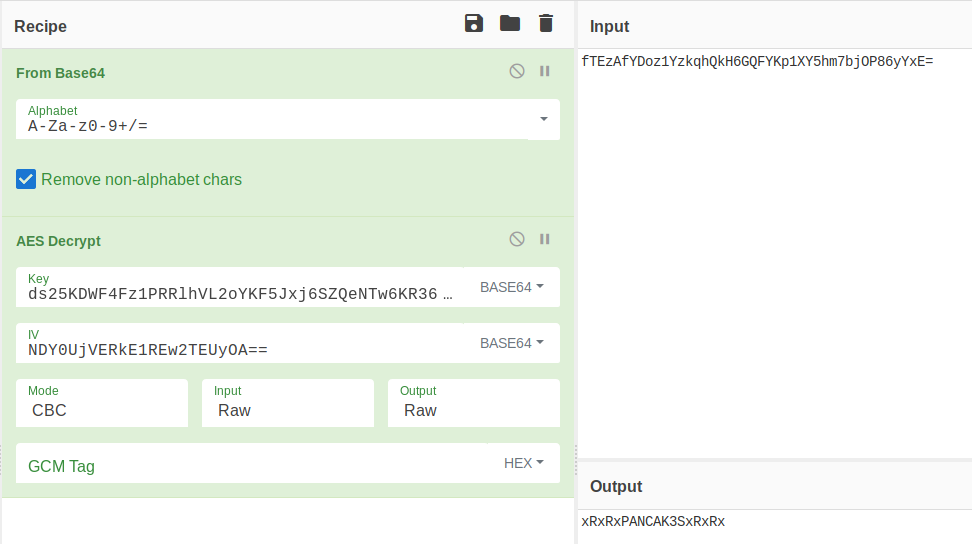 Recipe
From Base64
Alphabet
A-Za-z0-9+/=
Remove non-alphabet chars
AES Decrypt
Key
ds25KDWF4Fz1PRRlhVL2oYKF5Jxj6SZQeNTw6KR36 …
BASE64
IV
NDY0UjVERkE1REw2TEUyOA==
BASE64
Mode
CBC
Input
Raw
Output
Raw
GCM Tag
HEX
Input
fTEzAfYDoz1YzkqhQkH6GQFYKp1XY5hm7bjOP86yYxE=
Output
xRxRxPANCAK3SxRxRx